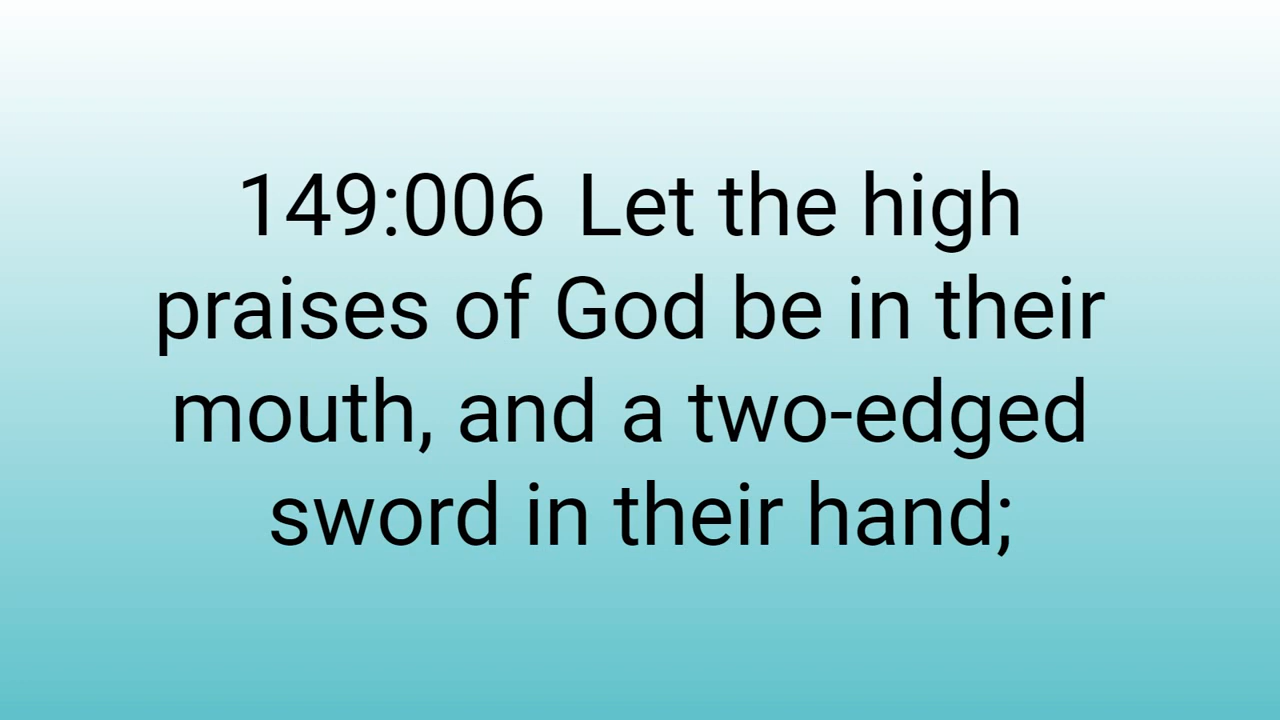 149:006 Let the high
praises of God be in their
mouth, and a two-edged
sword in their hand;